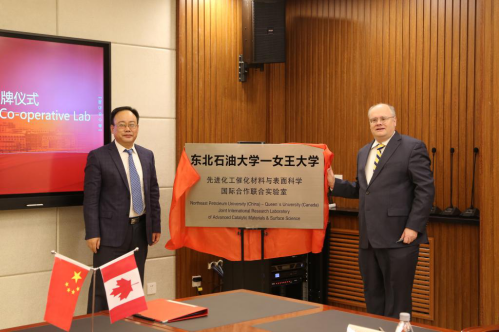 牌仪式
Co-operative Lab
东北石油大学—女王大学
先进化工催化材料与表面科学
国际合作联合实验室
Northeast Petroleum University (China) - Queen's University (Canada)
Joint International Research Laboratory
of Advanced Catalytic Materials & Surface Science